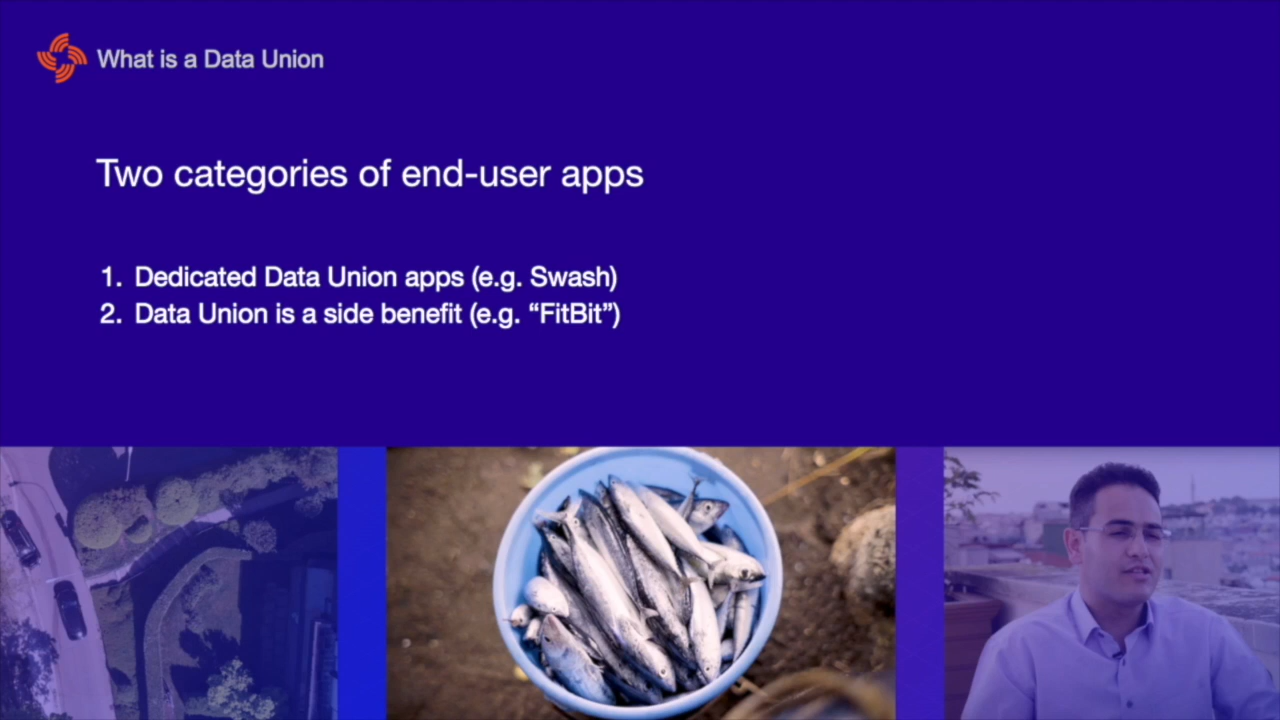 What is a Data Union
Two categories of end-user apps
1. Dedicated Data Union apps (e.g. Swash)
2. Data Union is a side benefit (e.g. “FitBit”)